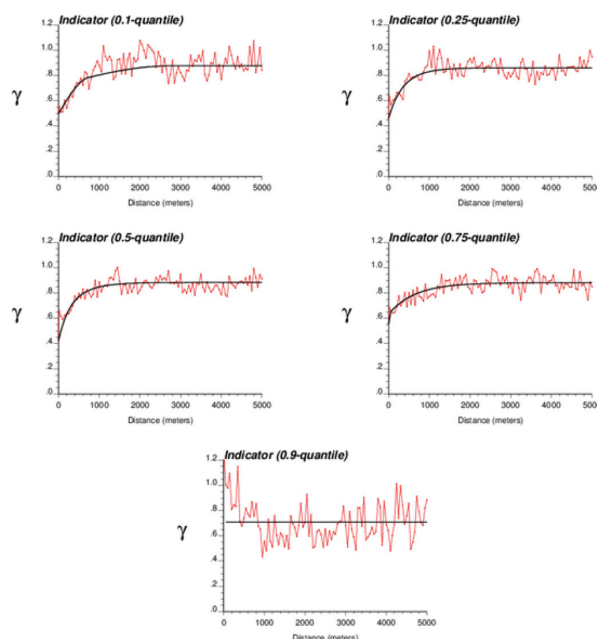 Indicator (0.1-quantile)
1.2
1.0
.8
.6
.4
.2
.0
γ
0 1000 2000 3000 4000 5000
Distance (meters)
Indicator (0.25-quantile)
1.2
1.0
.8
.6
.4
.2
.0
γ
0 1000 2000 3000 4000 5000
Distance (meters)
Indicator (0.5-quantile)
1.2
1.0
.8
.6
.4
.2
.0
γ
0 1000 2000 3000 4000 5000
Distance (meters)
Indicator (0.75-quantile)
1.2
1.0
.8
.6
.4
.2
.0
γ
0 1000 2000 3000 4000 5000
Distance (meters)
Indicator (0.9-quantile)
1.2
1.0
.8
.6
.4
.2
.0
γ
0 1000 2000 3000 4000 5000
Distance (meters)